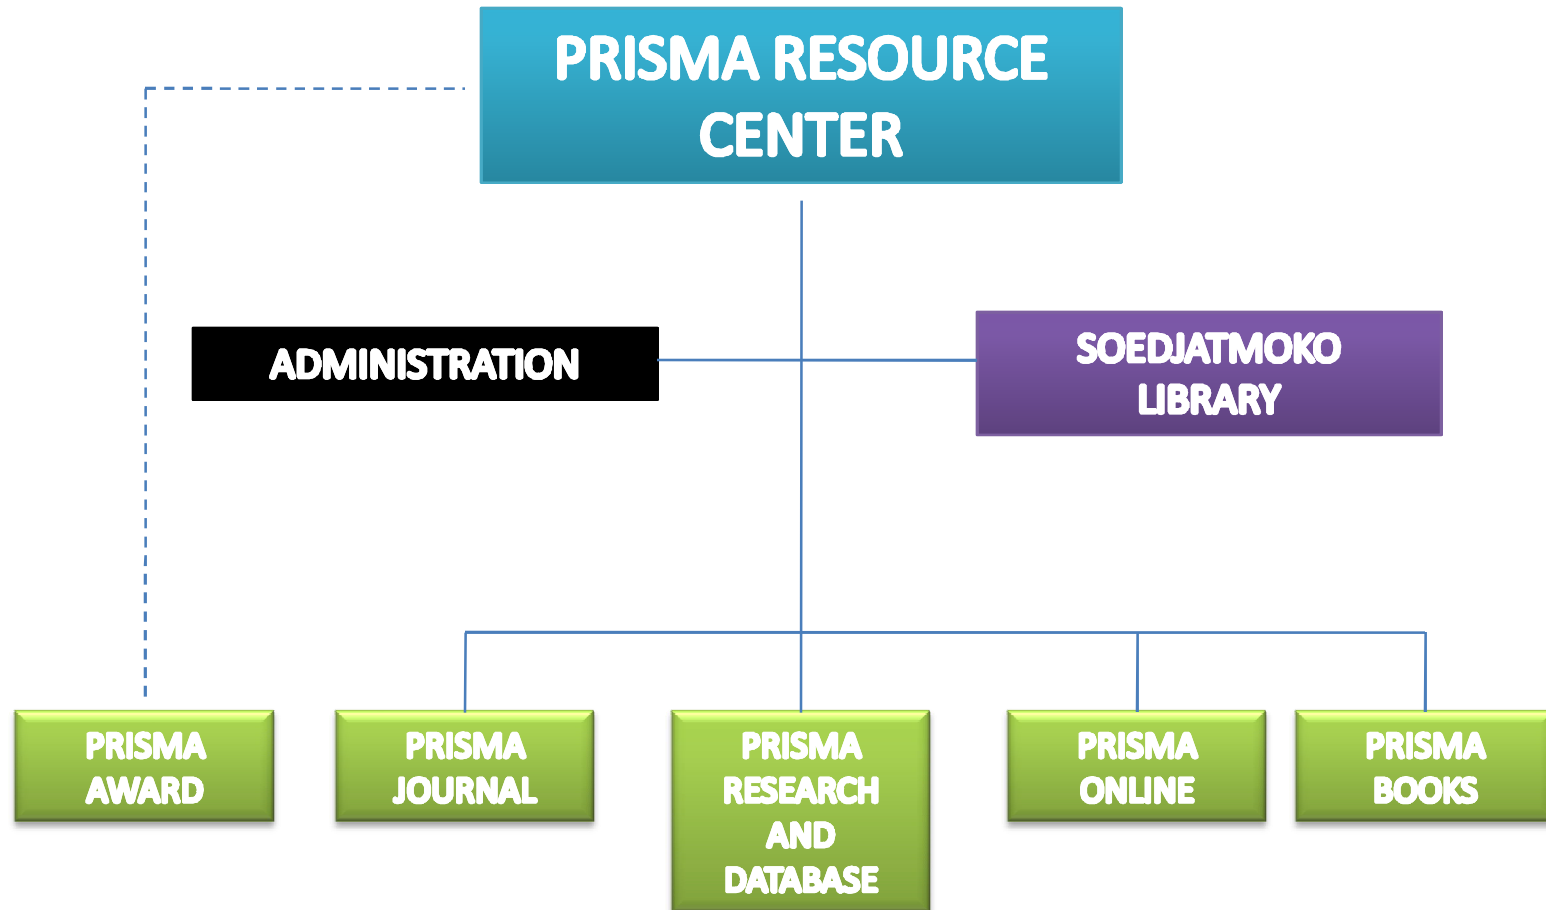 PRISMA RESOURCE
CENTER
ADMINISTRATION
SOEDJATMOKO
LIBRARY
PRISMA
AWARD
PRISMA
JOURNAL
PRISMA
RESEARCH
AND
DATABASE
PRISMA
ONLINE
PRISMA
BOOKS